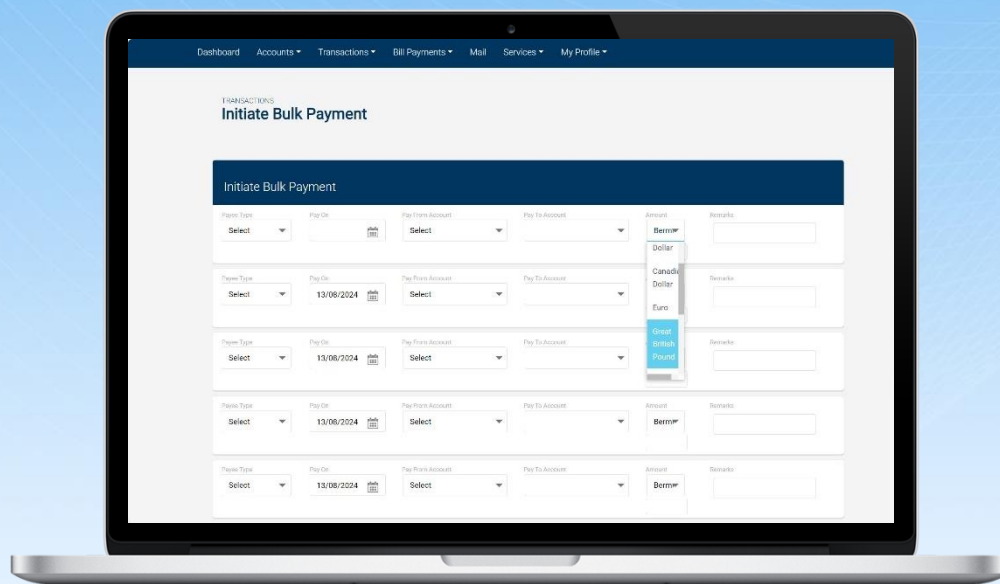 Dashboard Accounts Transactions Bill Payments Mail Services My Profile
TRANSACTIONS
Initiate Bulk Payment
Initiate Bulk Payment
Payee Type Pay On Pay From Account Pay To Account Amount Remarks
Select Select Berm
Dollar
Canadi
Dollar
Euro
Great
British
Pound
Payee Type Pay On Pay From Account Pay To Account Remarks
Select 13/08/2024 Select
Payee Type Pay On Pay From Account Pay To Account Remarks
Select 13/08/2024 Select
Payee Type Pay On Pay From Account Pay To Account Amount Remarks
Select 13/08/2024 Select Berm
Payee Type Pay On Pay From Account Pay To Account Amount Remarks
Select 13/08/2024 Select Berm